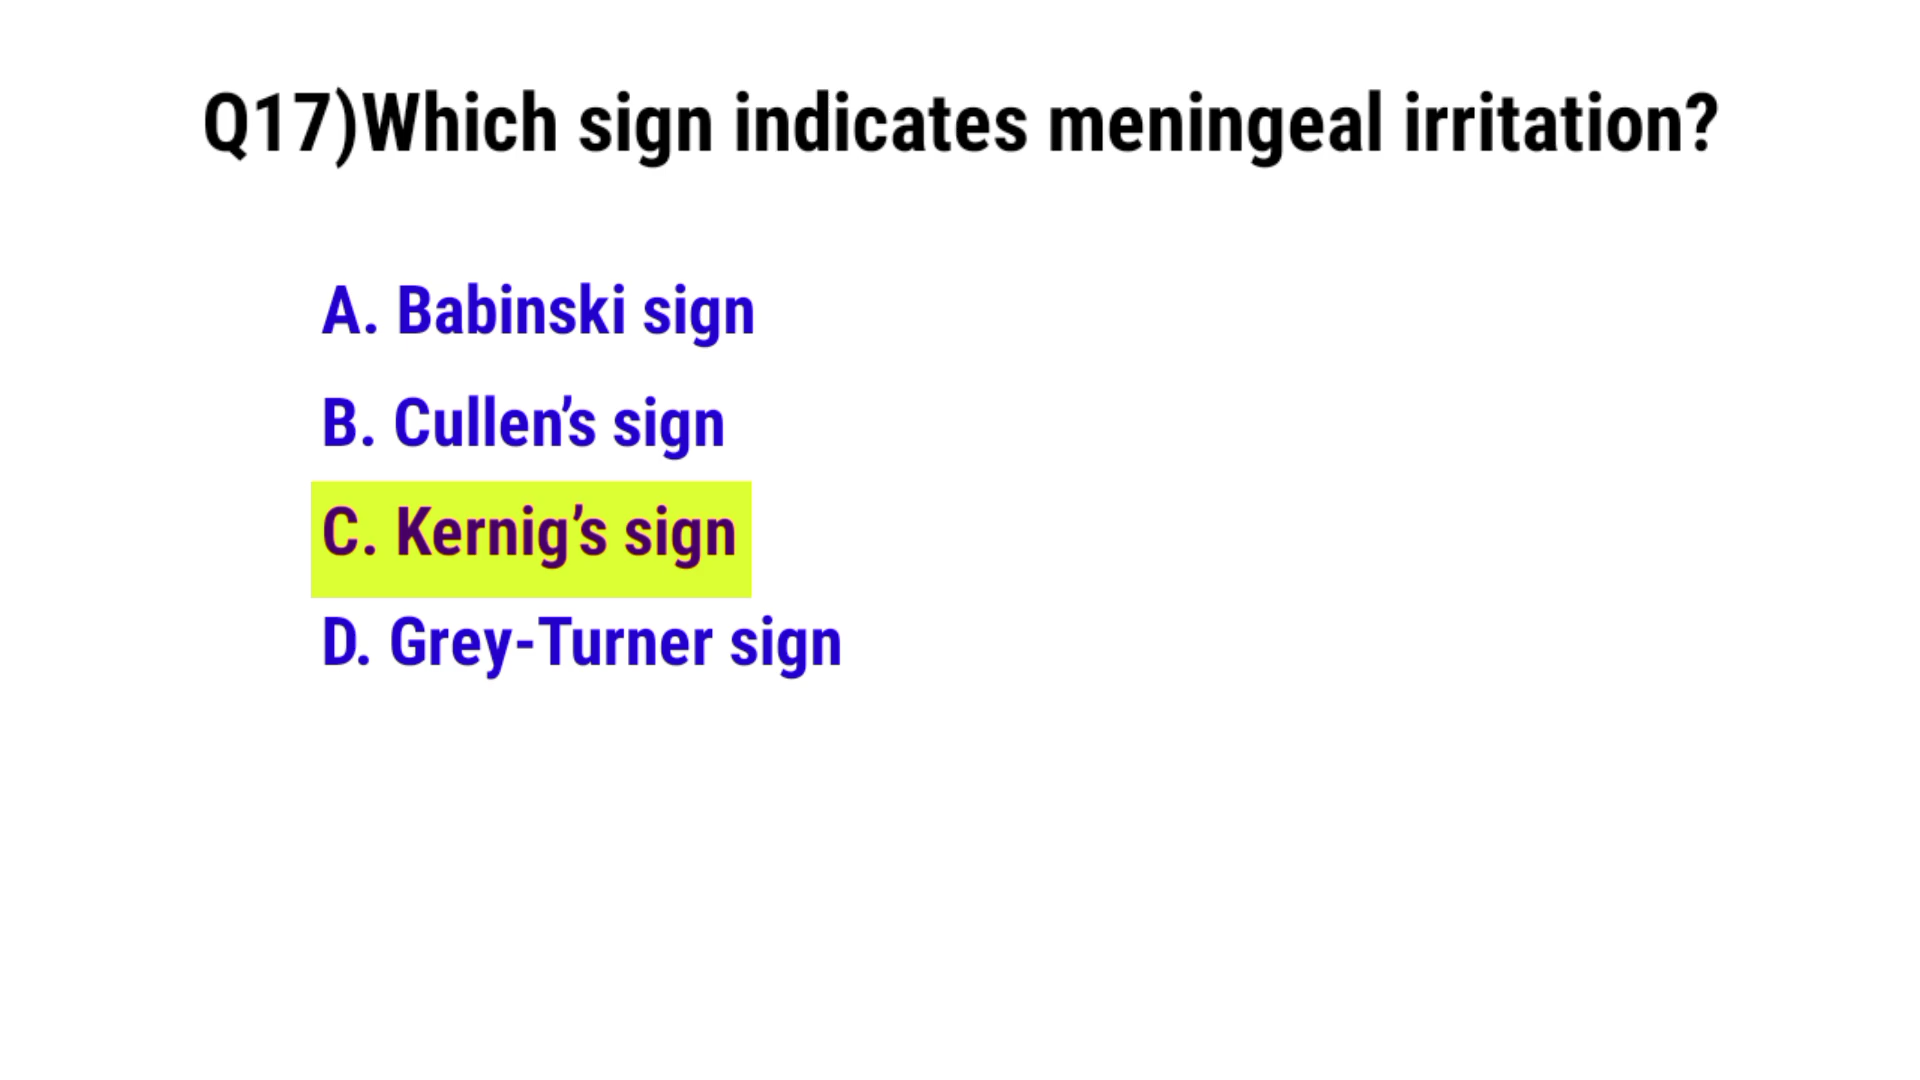 Q17)Which sign indicates meningeal irritation?
A. Babinski sign
B. Cullen’s sign
C. Kernig’s sign
D. Grey-Turner sign